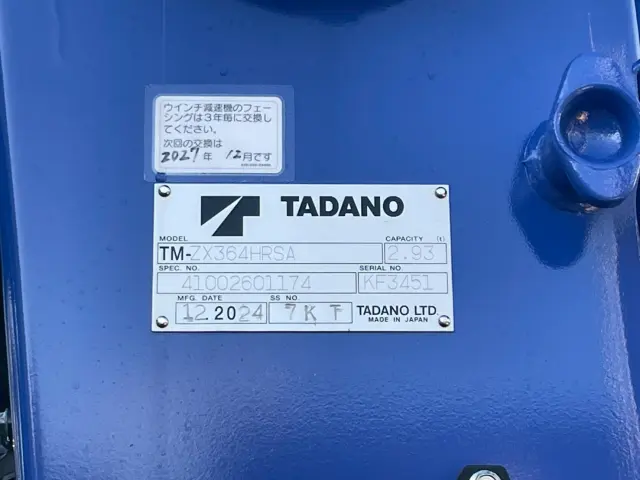 ウインチ減速機のフェー
シングは3年毎に交換し
てください。
次回の交換は
2027年 12月です
TADANO
MODEL CAPACITY (t)
TM-ZX364HRSA 2.93
SPEC. NO. SERIAL NO.
41002601174 KF3451
MFG. DATE SS NO.
12.2024 7KT TADANO LTD.
MADE IN JAPAN